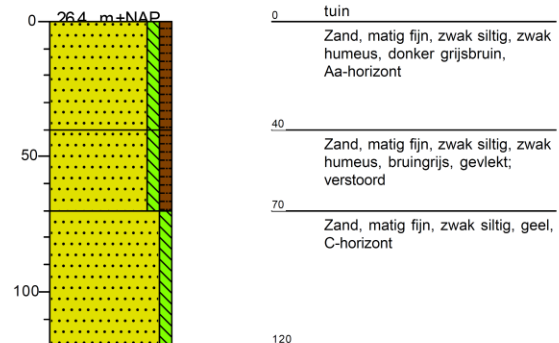 264 m+NAP
0
50
100
0 tuin
Zand, matig fijn, zwak siltig, zwak
humeus, donker grijsbruin,
Aa-horizont
40
Zand, matig fijn, zwak siltig, zwak
humeus, bruingrijs, gevlekt;
verstoord
70
Zand, matig fijn, zwak siltig, geel,
C-horizont
120